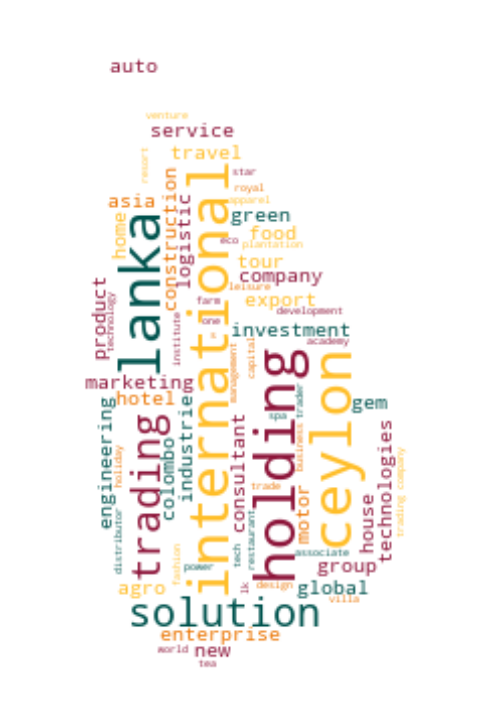 auto
venture
service
resort
travel
star
royal
apparel
asia
construction
logistic
international
green
home
lanka
eco
food
plantation
tour
company
leisure
export
product
technology
farm
one
s
development
institute
investment
academy
management
capital
holding
ceylon
marketing
hotel
trader
spa
gem
engineering
trading
colombo
industrie
consultant
business
technologies
holiday
trading company
trade
motor
house
distributor
restaurant
tech
associate
fashion
power
group
agro
lk
design
global
villa
solution
enterprise
world
new
tea